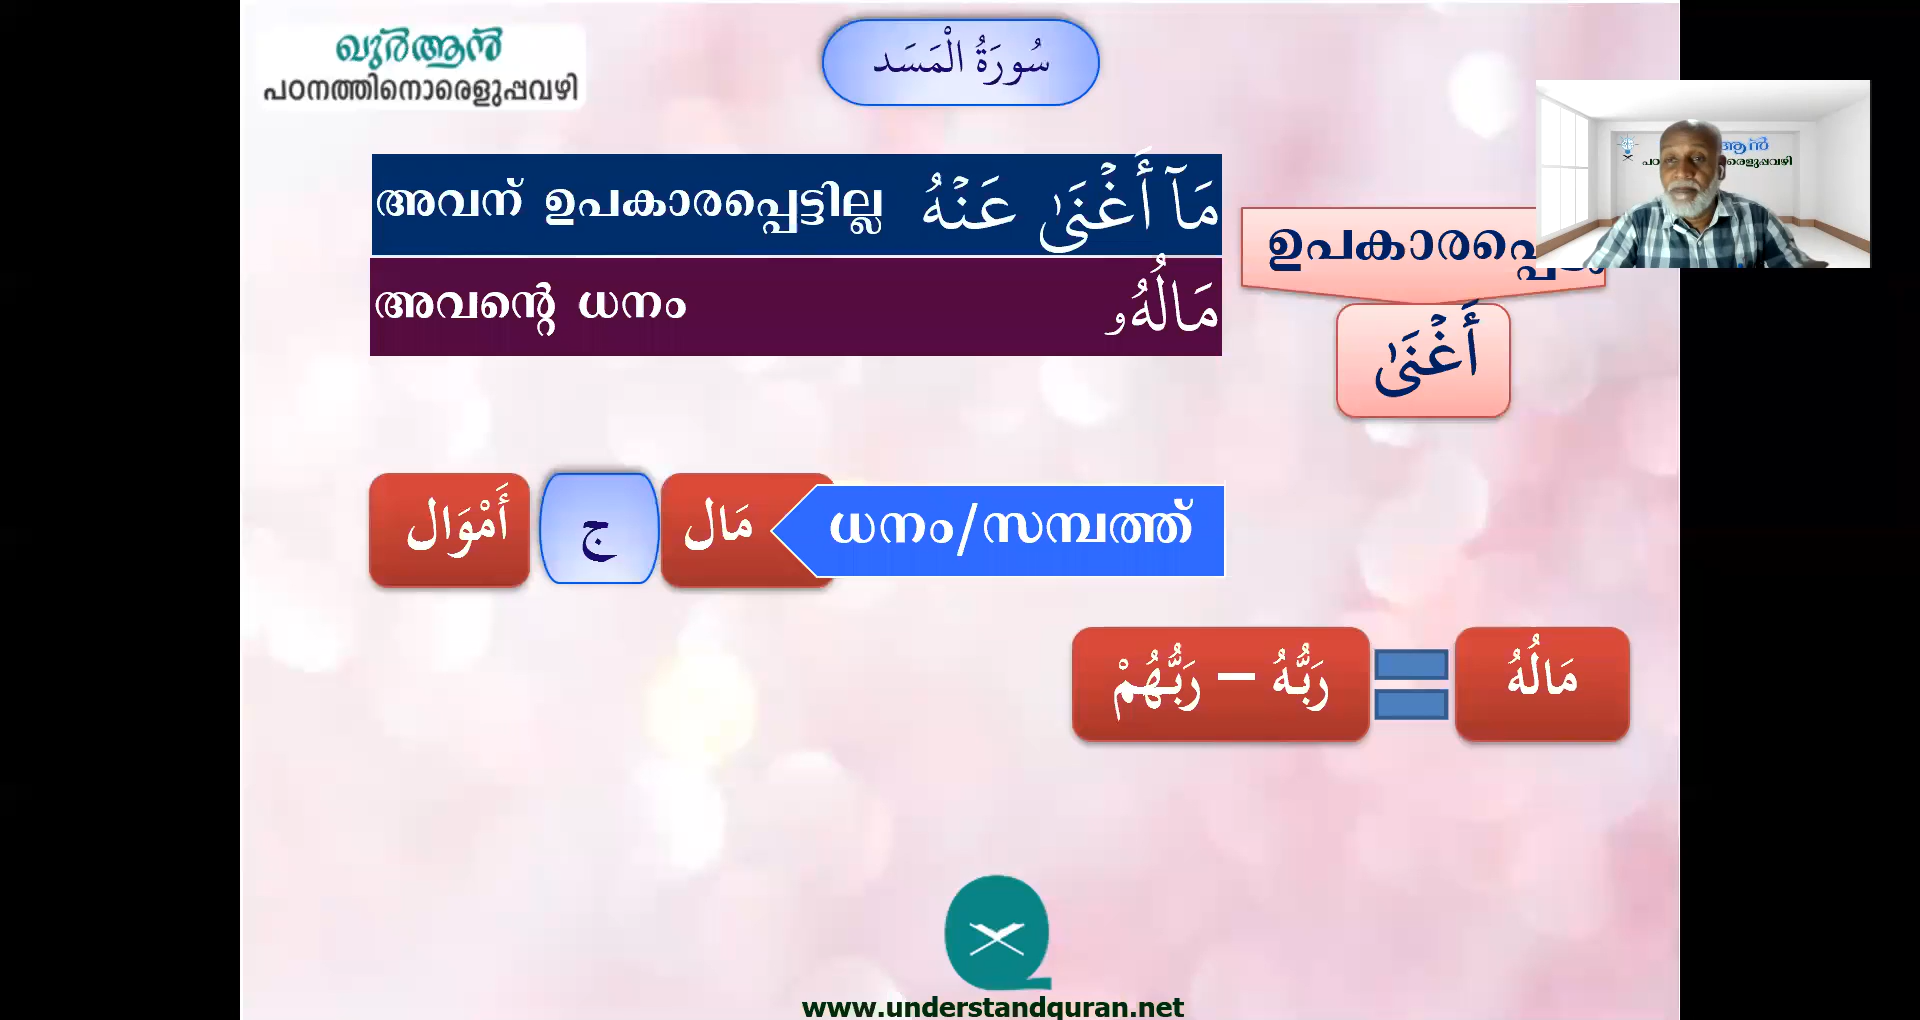 ഖുർആൻ
പഠനത്തിനൊരെളുപ്പവഴി
سُورَةُ الْمَسَد
അവന് ഉപകാരപ്പെട്ടില്ല مَآ أَغْنَىٰ عَنْهُ
അവന്റെ ധനം مَالُهُۥ
أَغْنَىٰ
أَمْوَال ج مَال ധനം/സമ്പത്ത്
رَبُّهُ – رَبُّهُمْ = مَالُهُ
www.understandquran.net